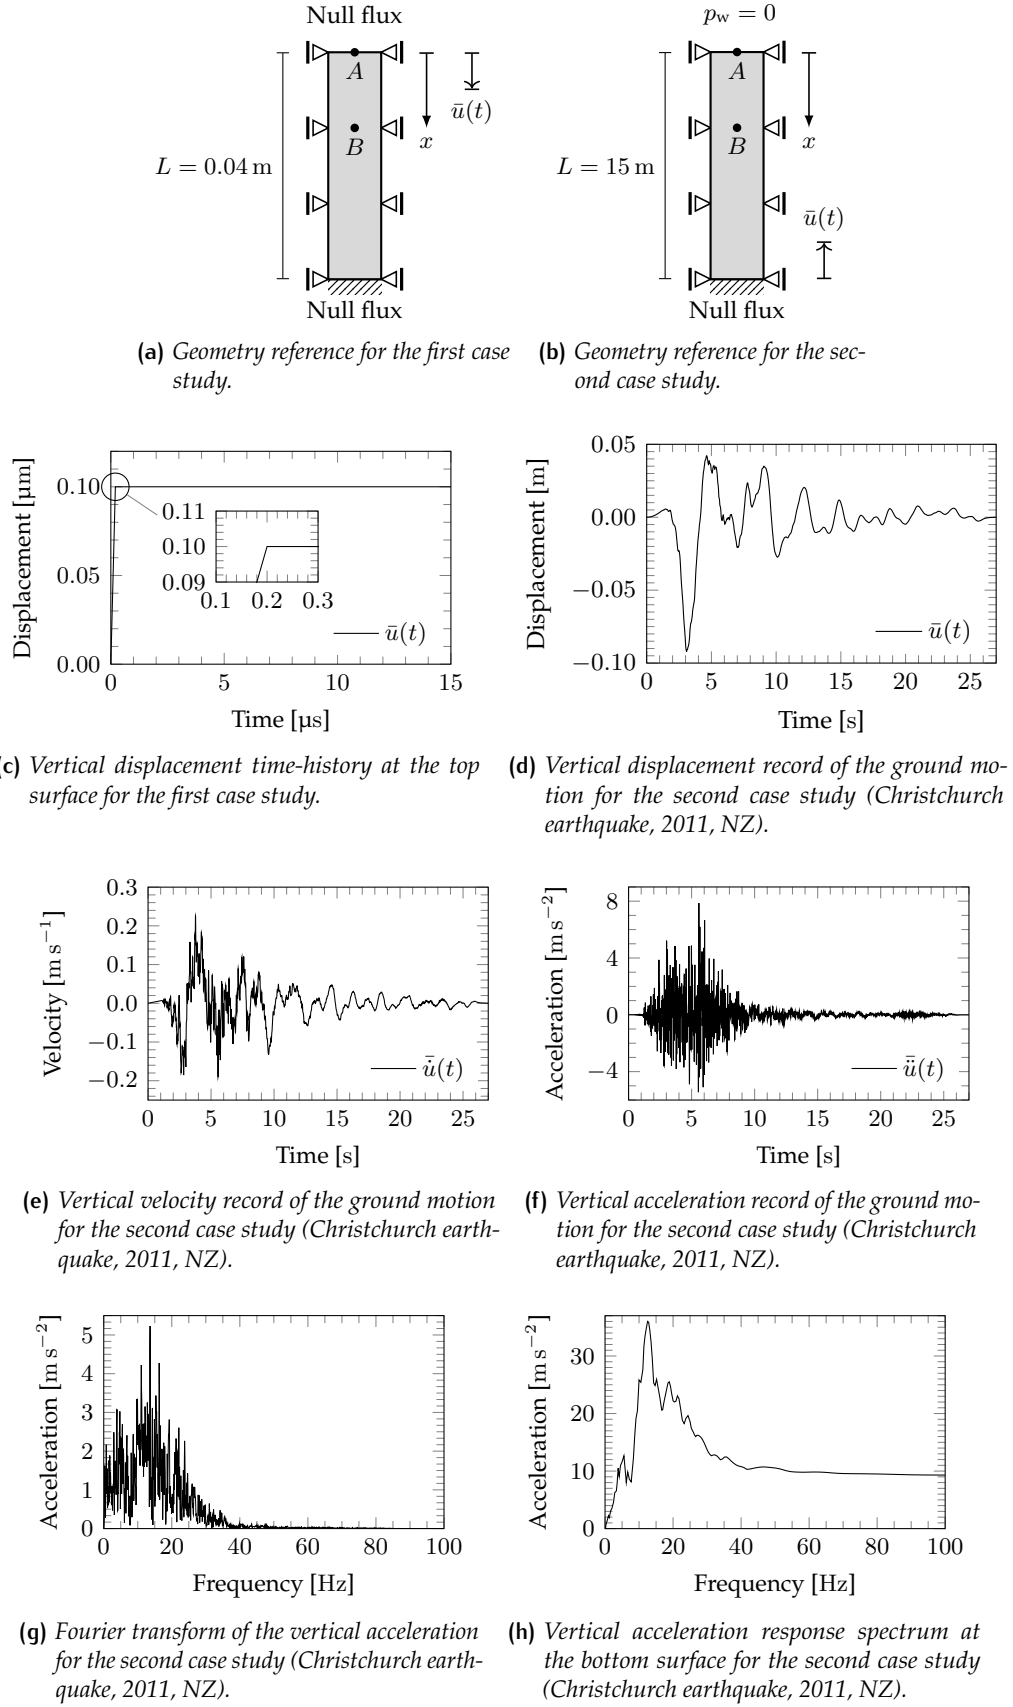 Null flux
A
B
x
ū(t)
L = 0.04 m
Null flux
(a) Geometry reference for the first case
study.
p_w = 0
A
B
x
ū(t)
L = 15 m
Null flux
(b) Geometry reference for the sec-
ond case study.
Displacement [µm]
0.10
0.05
0.00
0.11
0.10
0.09
0.1 0.2 0.3
ū(t)
0 5 10 15
Time [µs]
(c) Vertical displacement time-history at the top
surface for the first case study.
Displacement [m]
0.05
0.00
−0.05
−0.10
ū(t)
0 5 10 15 20 25
Time [s]
(d) Vertical displacement record of the ground mo-
tion for the second case study (Christchurch
earthquake, 2011, NZ).
Velocity [m s⁻¹]
0.3
0.2
0.1
0.0
−0.1
−0.2
u̇̄(t)
0 5 10 15 20 25
Time [s]
(e) Vertical velocity record of the ground motion
for the second case study (Christchurch earth-
quake, 2011, NZ).
Acceleration [m s⁻²]
8
4
0
−4
ǖ(t)
0 5 10 15 20 25
Time [s]
(f) Vertical acceleration record of the ground mo-
tion for the second case study (Christchurch
earthquake, 2011, NZ).
Acceleration [m s⁻²]
5
4
3
2
1
0
0 20 40 60 80 100
Frequency [Hz]
(g) Fourier transform of the vertical acceleration
for the second case study (Christchurch earth-
quake, 2011, NZ).
Acceleration [m s⁻²]
30
20
10
0
0 20 40 60 80 100
Frequency [Hz]
(h) Vertical acceleration response spectrum at
the bottom surface for the second case study
(Christchurch earthquake, 2011, NZ).